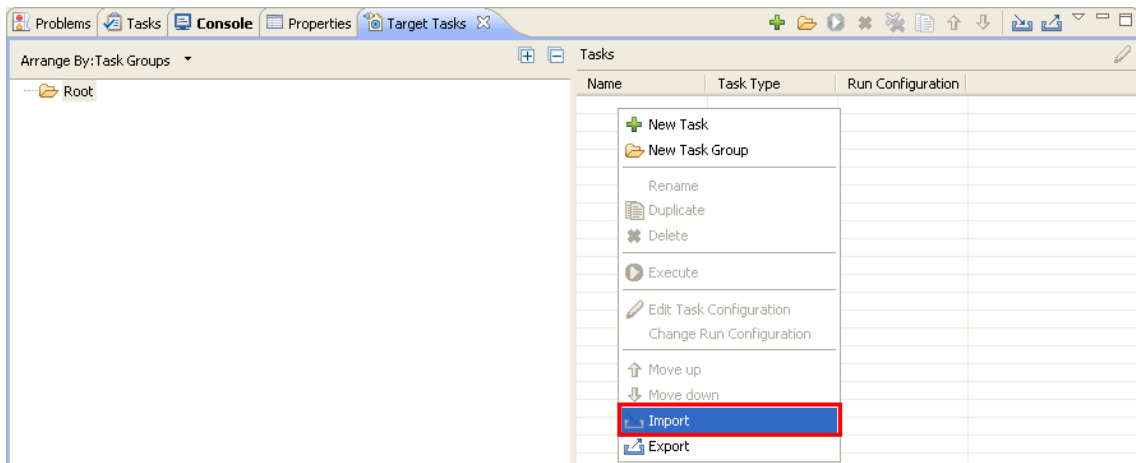 Problems Tasks Console Properties Target Tasks
Arrange By:Task Groups
Root
Tasks
Name Task Type Run Configuration
New Task
New Task Group
Rename
Duplicate
Delete
Execute
Edit Task Configuration
Change Run Configuration
Move up
Move down
Import
Export